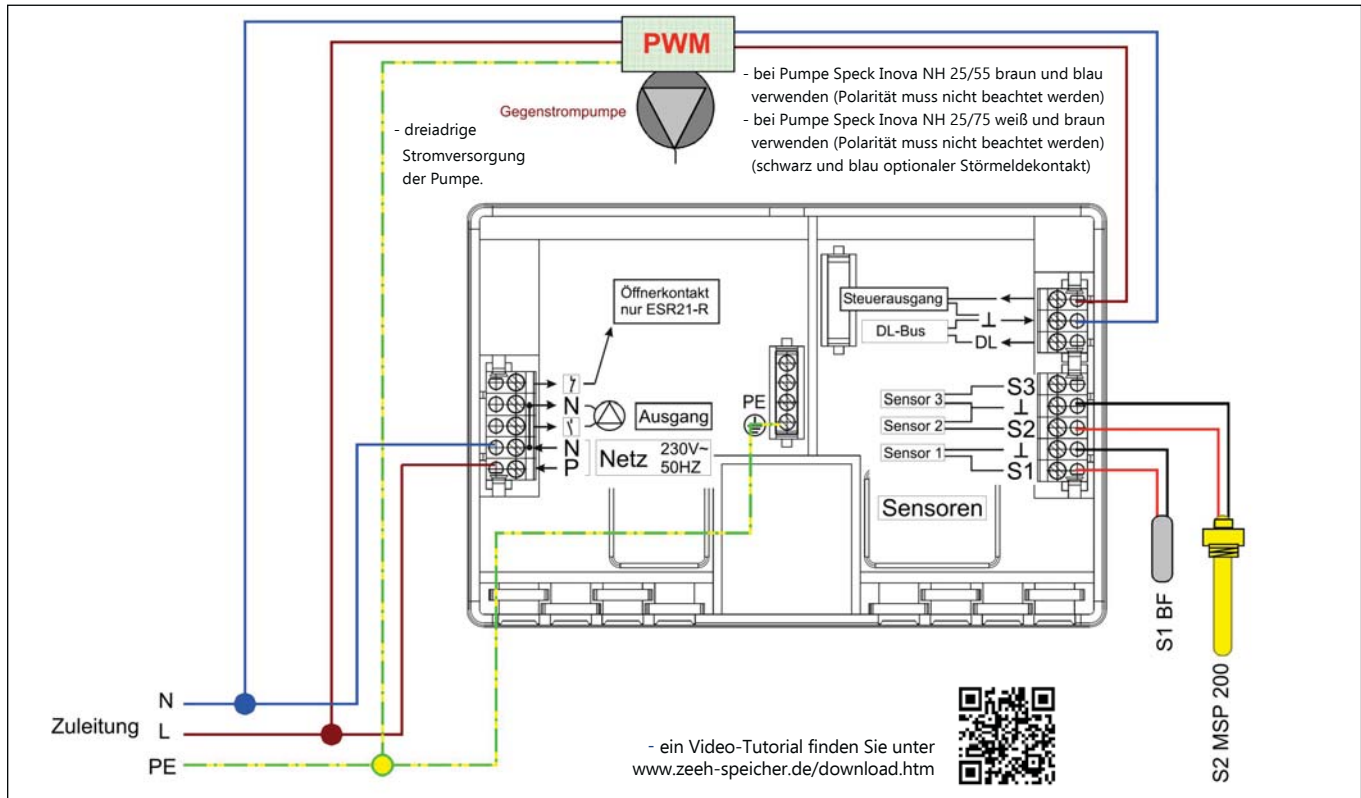 PWM
Gegenstrompumpe
- dreiadrige
Stromversorgung
der Pumpe.
- bei Pumpe Speck Inova NH 25/55 braun und blau
verwenden (Polarität muss nicht beachtet werden)
- bei Pumpe Speck Inova NH 25/75 weiß und braun
verwenden (Polarität muss nicht beachtet werden)
(schwarz und blau optionaler Störmeldekontakt)
Öffnerkontakt
nur ESR21-R
N
Ausgang
N
P
Netz
230V~
50HZ
PE
Steuerausgang
DL-Bus
DL
Sensor 3
S3
Sensor 2
S2
Sensor 1
S1
Sensoren
S1 BF
S2 MSP 200
Zuleitung
N
L
PE
- ein Video-Tutorial finden Sie unter
www.zeeh-speicher.de/download.htm